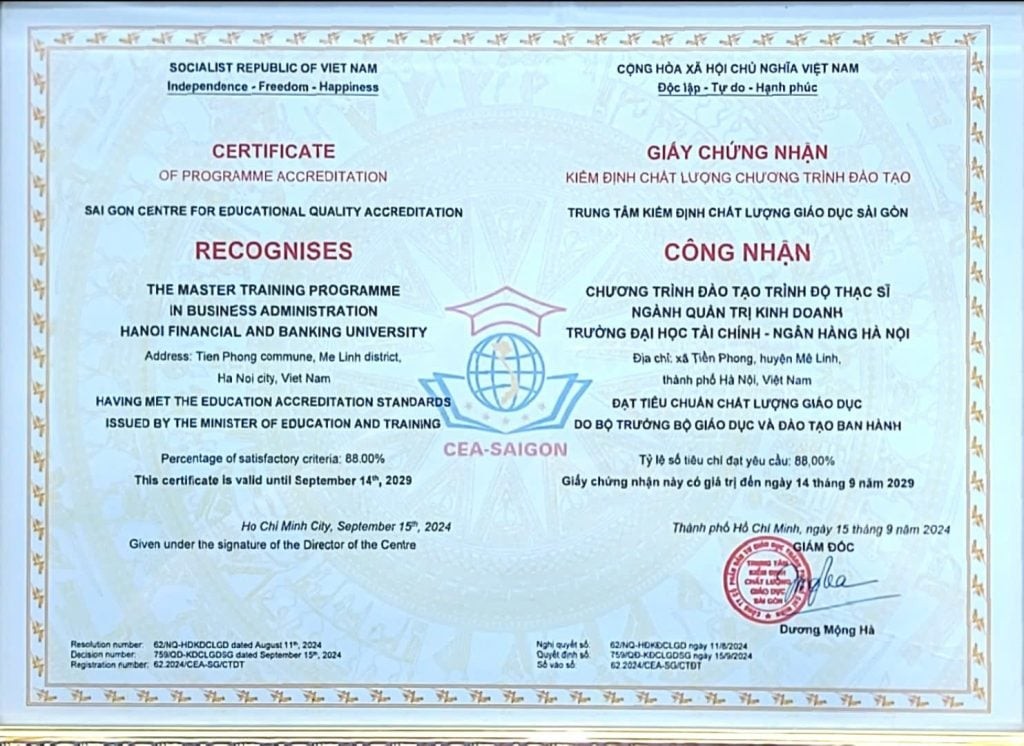 SOCIALIST REPUBLIC OF VIET NAM
Independence - Freedom - Happiness
CERTIFICATE
OF PROGRAMME ACCREDITATION
SAI GON CENTRE FOR EDUCATIONAL QUALITY ACCREDITATION
RECOGNISES
THE MASTER TRAINING PROGRAMME
IN BUSINESS ADMINISTRATION
HANOI FINANCIAL AND BANKING UNIVERSITY
Address: Tien Phong commune, Me Linh district,
Ha Noi city, Viet Nam
HAVING MET THE EDUCATION ACCREDITATION STANDARDS
ISSUED BY THE MINISTER OF EDUCATION AND TRAINING
Percentage of satisfactory criteria: 88.00%
This certificate is valid until September 14th, 2029
Ho Chi Minh City, September 15th, 2024
Given under the signature of the Director of the Centre
Resolution number: 62/NQ-HĐKĐCLGD dated August 11th, 2024
Decision number: 759/QĐ-KĐCLGDSG dated September 15th, 2024
Registration number: 62.2024/CEA-SG/CTĐT
CEA-SAIGON
CỘNG HÒA XÃ HỘI CHỦ NGHĨA VIỆT NAM
Độc lập - Tự do - Hạnh phúc
GIẤY CHỨNG NHẬN
KIỂM ĐỊNH CHẤT LƯỢNG CHƯƠNG TRÌNH ĐÀO TẠO
TRUNG TÂM KIỂM ĐỊNH CHẤT LƯỢNG GIÁO DỤC SÀI GÒN
CÔNG NHẬN
CHƯƠNG TRÌNH ĐÀO TẠO TRÌNH ĐỘ THẠC SĨ
NGÀNH QUẢN TRỊ KINH DOANH
TRƯỜNG ĐẠI HỌC TÀI CHÍNH - NGÂN HÀNG HÀ NỘI
Địa chỉ: xã Tiền Phong, huyện Mê Linh,
thành phố Hà Nội, Việt Nam
ĐẠT TIÊU CHUẨN CHẤT LƯỢNG GIÁO DỤC
DO BỘ TRƯỞNG BỘ GIÁO DỤC VÀ ĐÀO TẠO BAN HÀNH
Tỷ lệ số tiêu chí đạt yêu cầu: 88,00%
Giấy chứng nhận này có giá trị đến ngày 14 tháng 9 năm 2029
Thành phố Hồ Chí Minh, ngày 15 tháng 9 năm 2024
GIÁM ĐỐC
TRUNG TÂM
KIỂM ĐỊNH
CHẤT LƯỢNG
GIÁO DỤC
SÀI GÒN
Dương Mộng Hà
Nghị quyết số: 62/NQ-HĐKĐCLGD ngày 11/8/2024
Quyết định số: 759/QĐ-KĐCLGDSG ngày 15/9/2024
Số vào sổ: 62.2024/CEA-SG/CTĐT